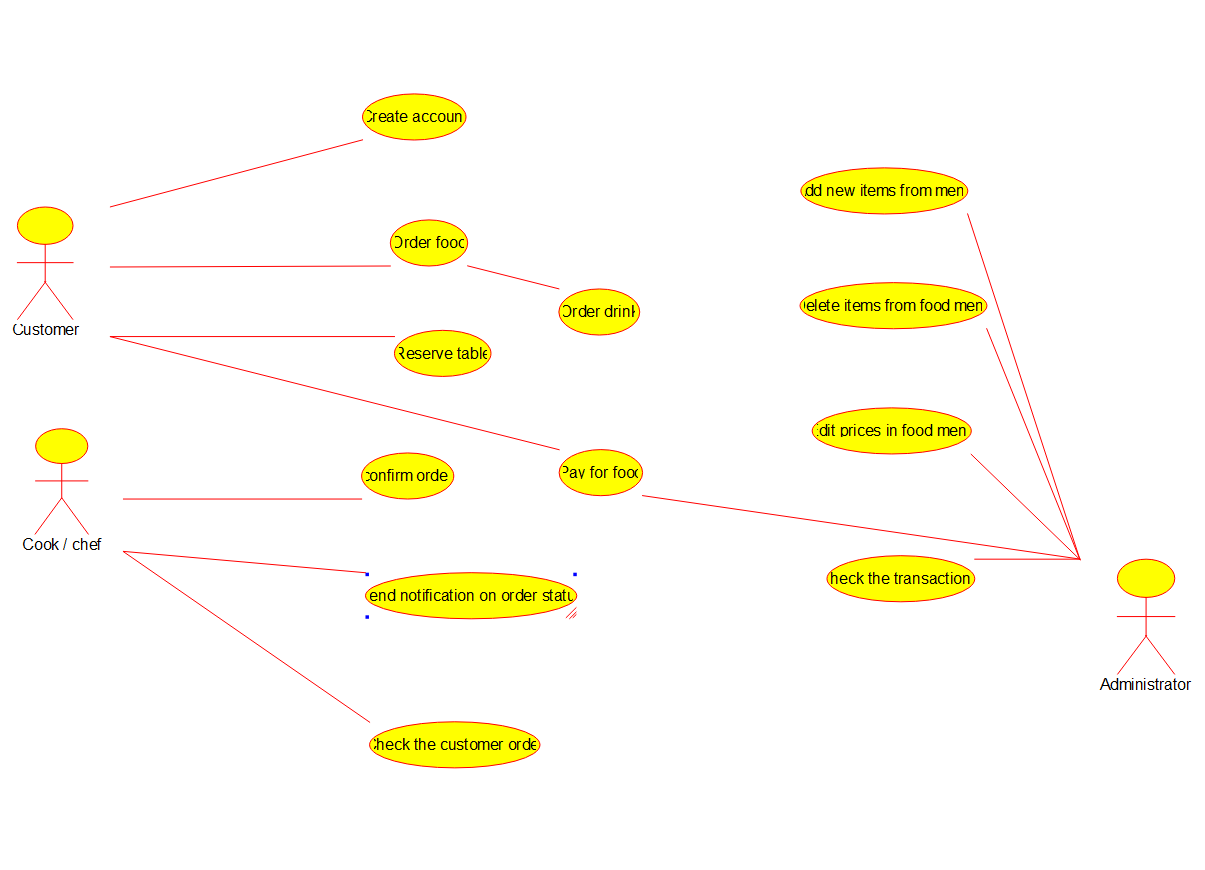 Create accoun
dd new items from men
Order food
elete items from food men
Order drink
Customer
Reserve table
dit prices in food men
Pay for food
confirm orde
Cook / chef
heck the transaction
end notification on order statu
Administrator
Check the customer orde